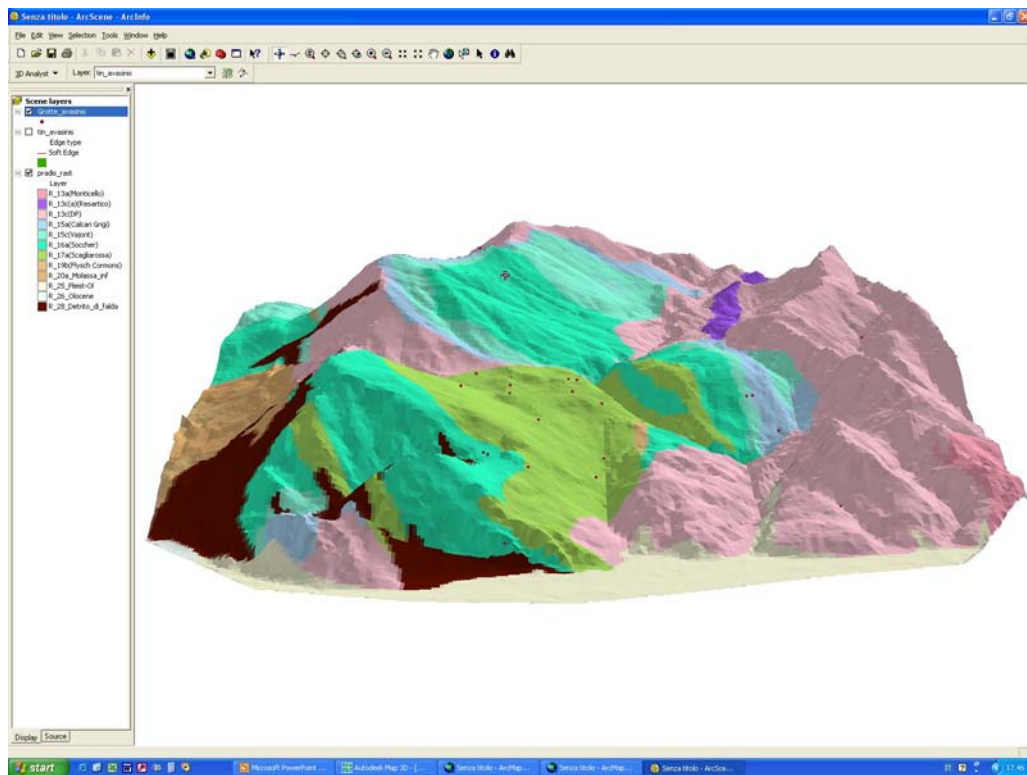 Senza titolo - ArcScene - ArcInfo
File Edit View Selection Tools Window Help
3D Analyst Layer: tin_avasinis
Scene layers
Grotte_avasinis
tin_avasinis
Edge type
Soft Edge
pradis_rast
Layer
R_13a(Monticello)
R_13c(a)(Resartico)
R_13c(DP)
R_15a(Calcari Grigi)
R_15c(Vajont)
R_16a(Soccher)
R_17a(Scagliarossa)
R_19b(Flysch Cormons)
R_20a_Molassa_inf
R_25_Pleist-Ol
R_26_Olocene
R_28_Detrito_di_falda
Display Source
start Microsoft PowerPoint ... Autodesk Map 3D - [... Senza titolo - ArcMap... Senza titolo - ArcMap... Senza titolo - ArcSce... IT 17.46